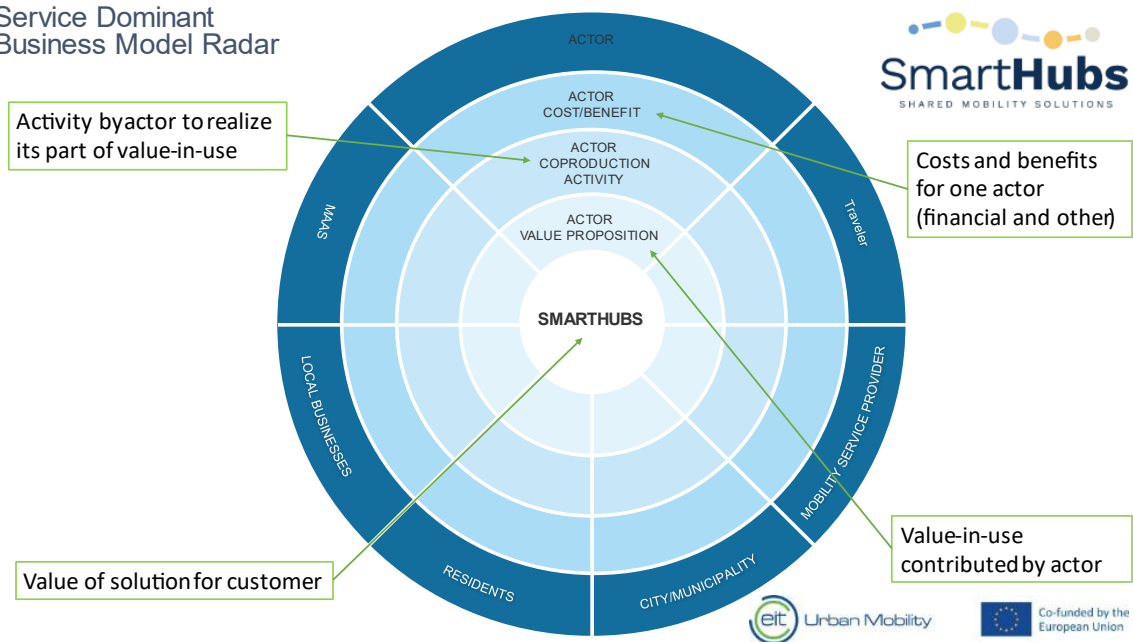 Service Dominant
Business Model Radar
ACTOR
SmartHubs
SHARED MOBILITY SOLUTIONS
ACTOR
COST/BENEFIT
Activity byactor to realize
its part of value-in-use
ACTOR
COPRODUCTION
ACTIVITY
Costs and benefits
for one actor
(financial and other)
MAAS
Traveler
ACTOR
VALUE PROPOSITION
SMARTHUBS
LOCAL BUSINESSES
MOBILITY SERVICE PROVIDER
Value-in-use
contributed by actor
Value of solution for customer
RESIDENTS
CITY/MUNICIPALITY
eit Urban Mobility
Co-funded by the
European Union